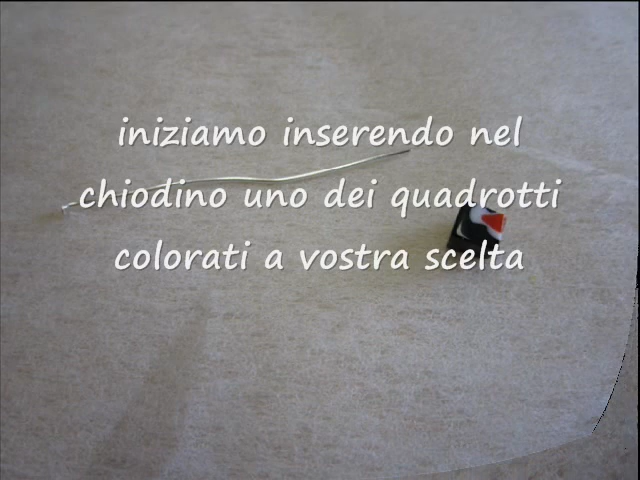 iniziamo inserendo nel
chiodino uno dei quadrotti
colorati a vostra scelta